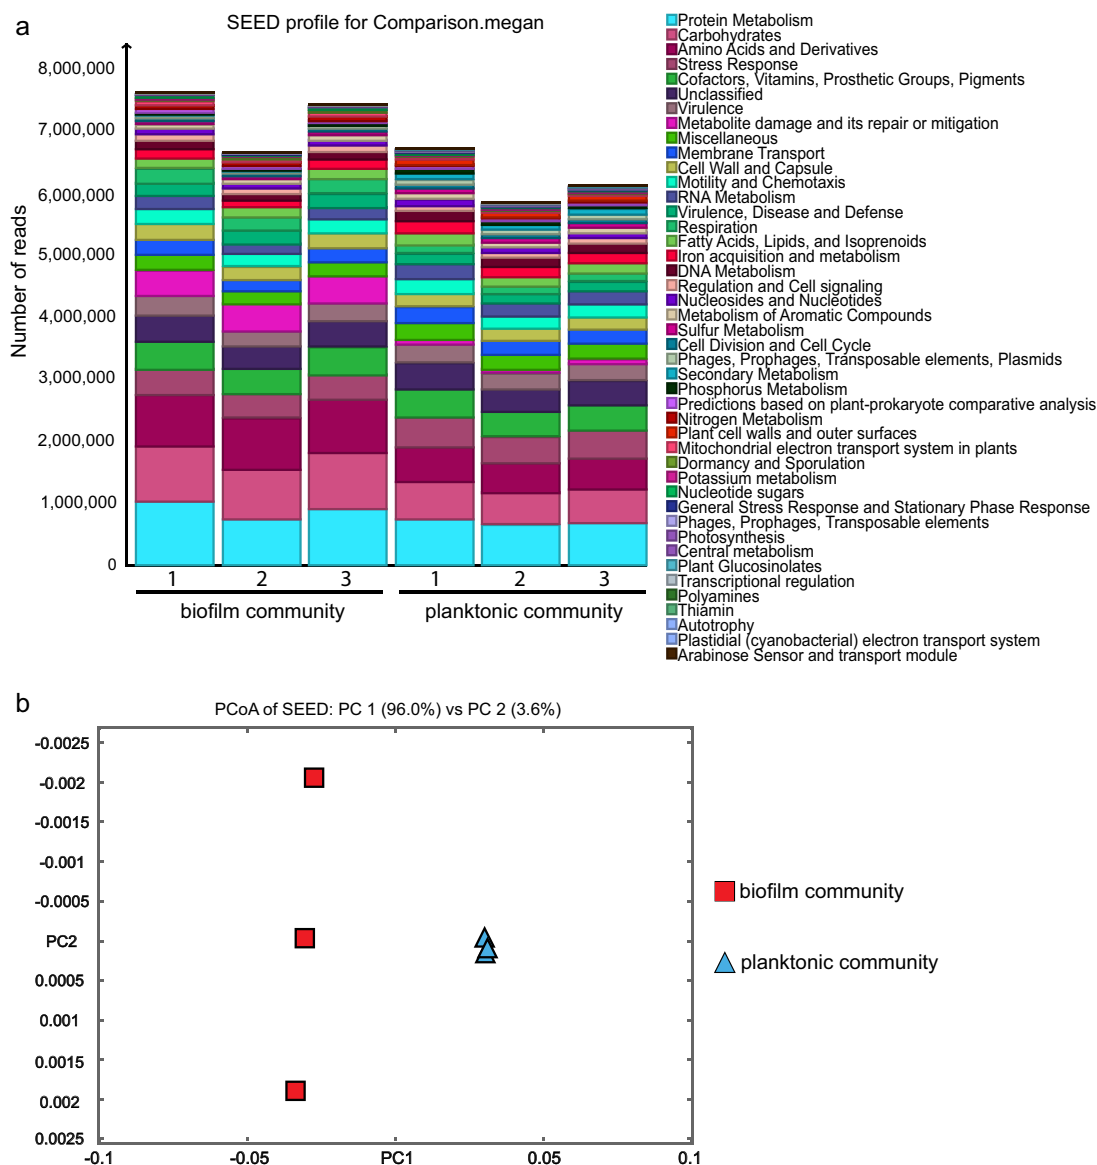 a
SEED profile for Comparison.megan
Number of reads
8,000,000
7,000,000
6,000,000
5,000,000
4,000,000
3,000,000
2,000,000
1,000,000
0
1 2 3 1 2 3
biofilm community planktonic community
Protein Metabolism
Carbohydrates
Amino Acids and Derivatives
Stress Response
Cofactors, Vitamins, Prosthetic Groups, Pigments
Unclassified
Virulence
Metabolite damage and its repair or mitigation
Miscellaneous
Membrane Transport
Cell Wall and Capsule
Motility and Chemotaxis
RNA Metabolism
Virulence, Disease and Defense
Respiration
Fatty Acids, Lipids, and Isoprenoids
Iron acquisition and metabolism
DNA Metabolism
Regulation and Cell signaling
Nucleosides and Nucleotides
Metabolism of Aromatic Compounds
Sulfur Metabolism
Cell Division and Cell Cycle
Phages, Prophages, Transposable elements, Plasmids
Secondary Metabolism
Phosphorus Metabolism
Predictions based on plant-prokaryote comparative analysis
Nitrogen Metabolism
Plant cell walls and outer surfaces
Mitochondrial electron transport system in plants
Dormancy and Sporulation
Potassium metabolism
Nucleotide sugars
General Stress Response and Stationary Phase Response
Phages, Prophages, Transposable elements
Photosynthesis
Central metabolism
Plant Glucosinolates
Transcriptional regulation
Polyamines
Thiamin
Autotrophy
Plastidial (cyanobacterial) electron transport system
Arabinose Sensor and transport module
b
PCoA of SEED: PC 1 (96.0%) vs PC 2 (3.6%)
-0.0025
-0.002
-0.0015
-0.001
-0.0005
PC2
0.0005
0.001
0.0015
0.002
0.0025
-0.1 -0.05 PC1 0.05 0.1
biofilm community
planktonic community